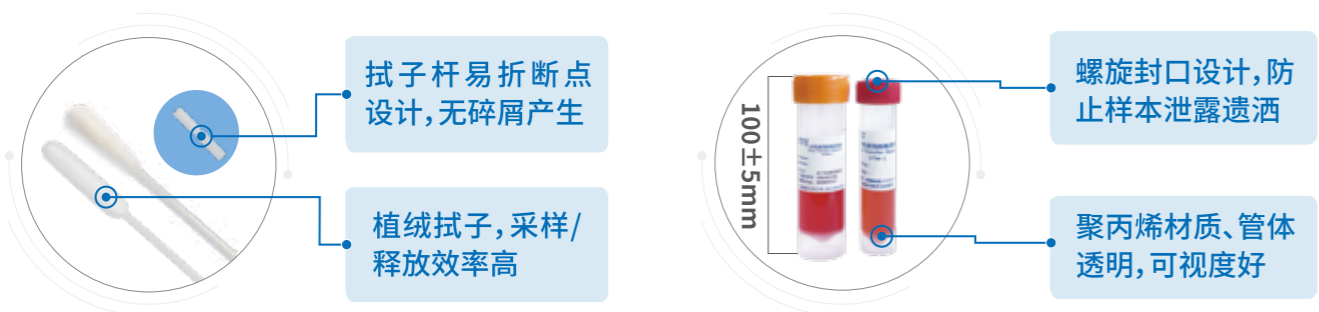 拭子杆易折断点
设计，无碎屑产生
植绒拭子，采样/
释放效率高
100±5mm
螺旋封口设计，防
止样本泄露遗洒
聚丙烯材质、管体
透明，可视度好